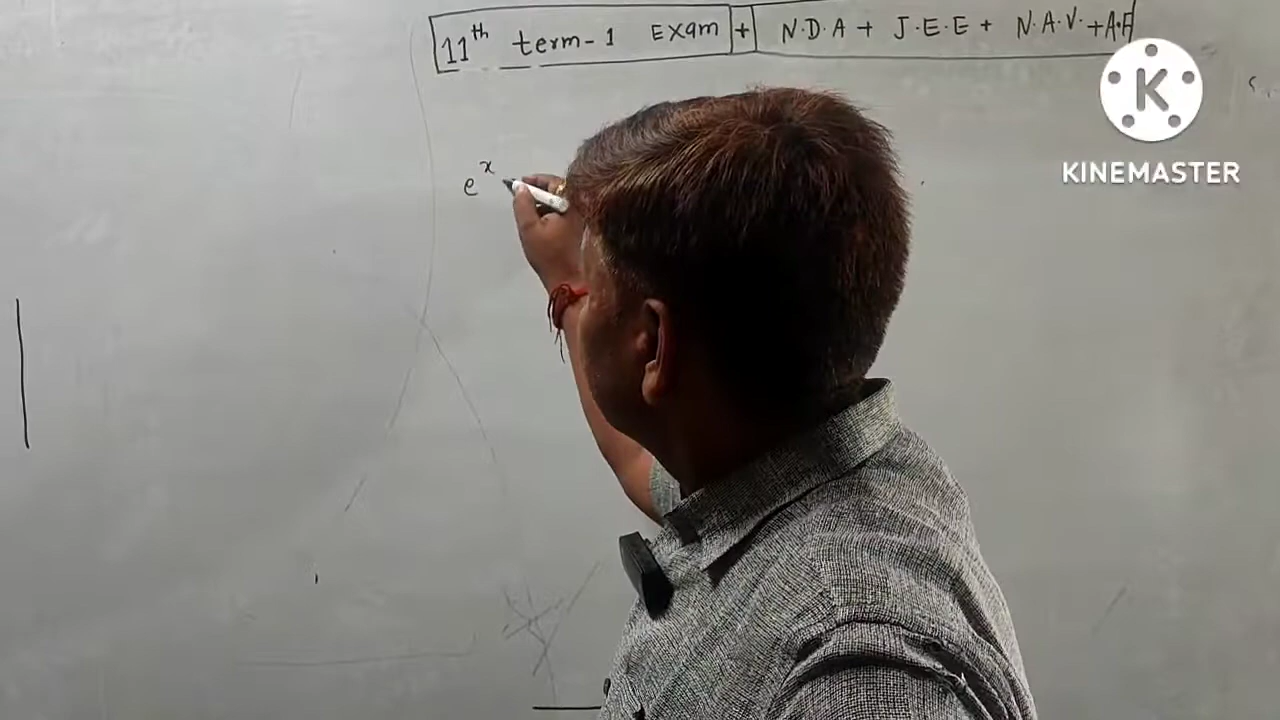 11th term-1 Exam + N.D.A + J.E.E + N.A.V. + A.F
K
KINEMASTER
e^x